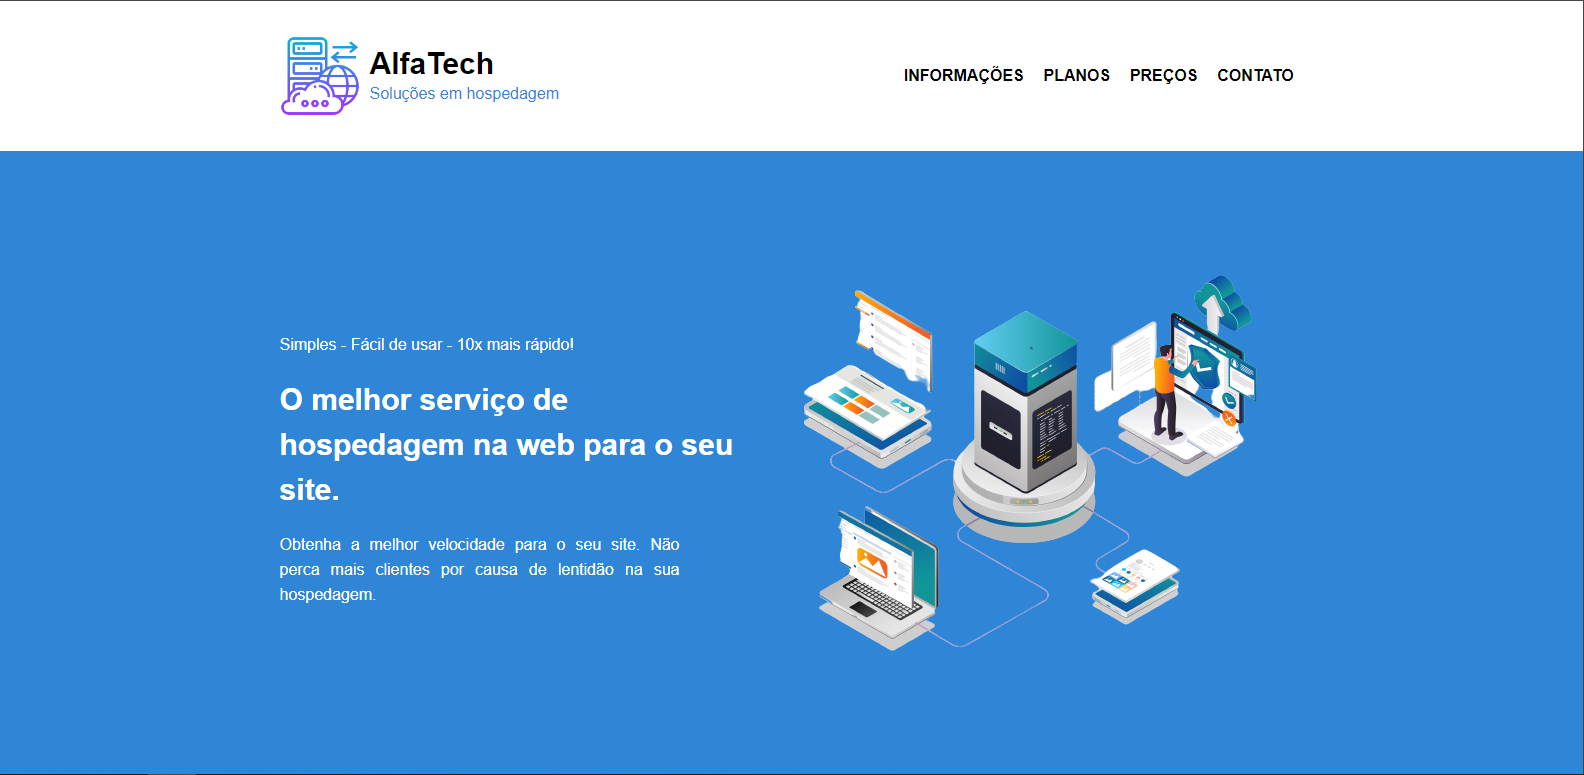 AlfaTech
Soluções em hospedagem
INFORMAÇÕES PLANOS PREÇOS CONTATO
Simples - Fácil de usar - 10x mais rápido!
O melhor serviço de
hospedagem na web para o seu
site.
Obtenha a melhor velocidade para o seu site. Não
perca mais clientes por causa de lentidão na sua
hospedagem.